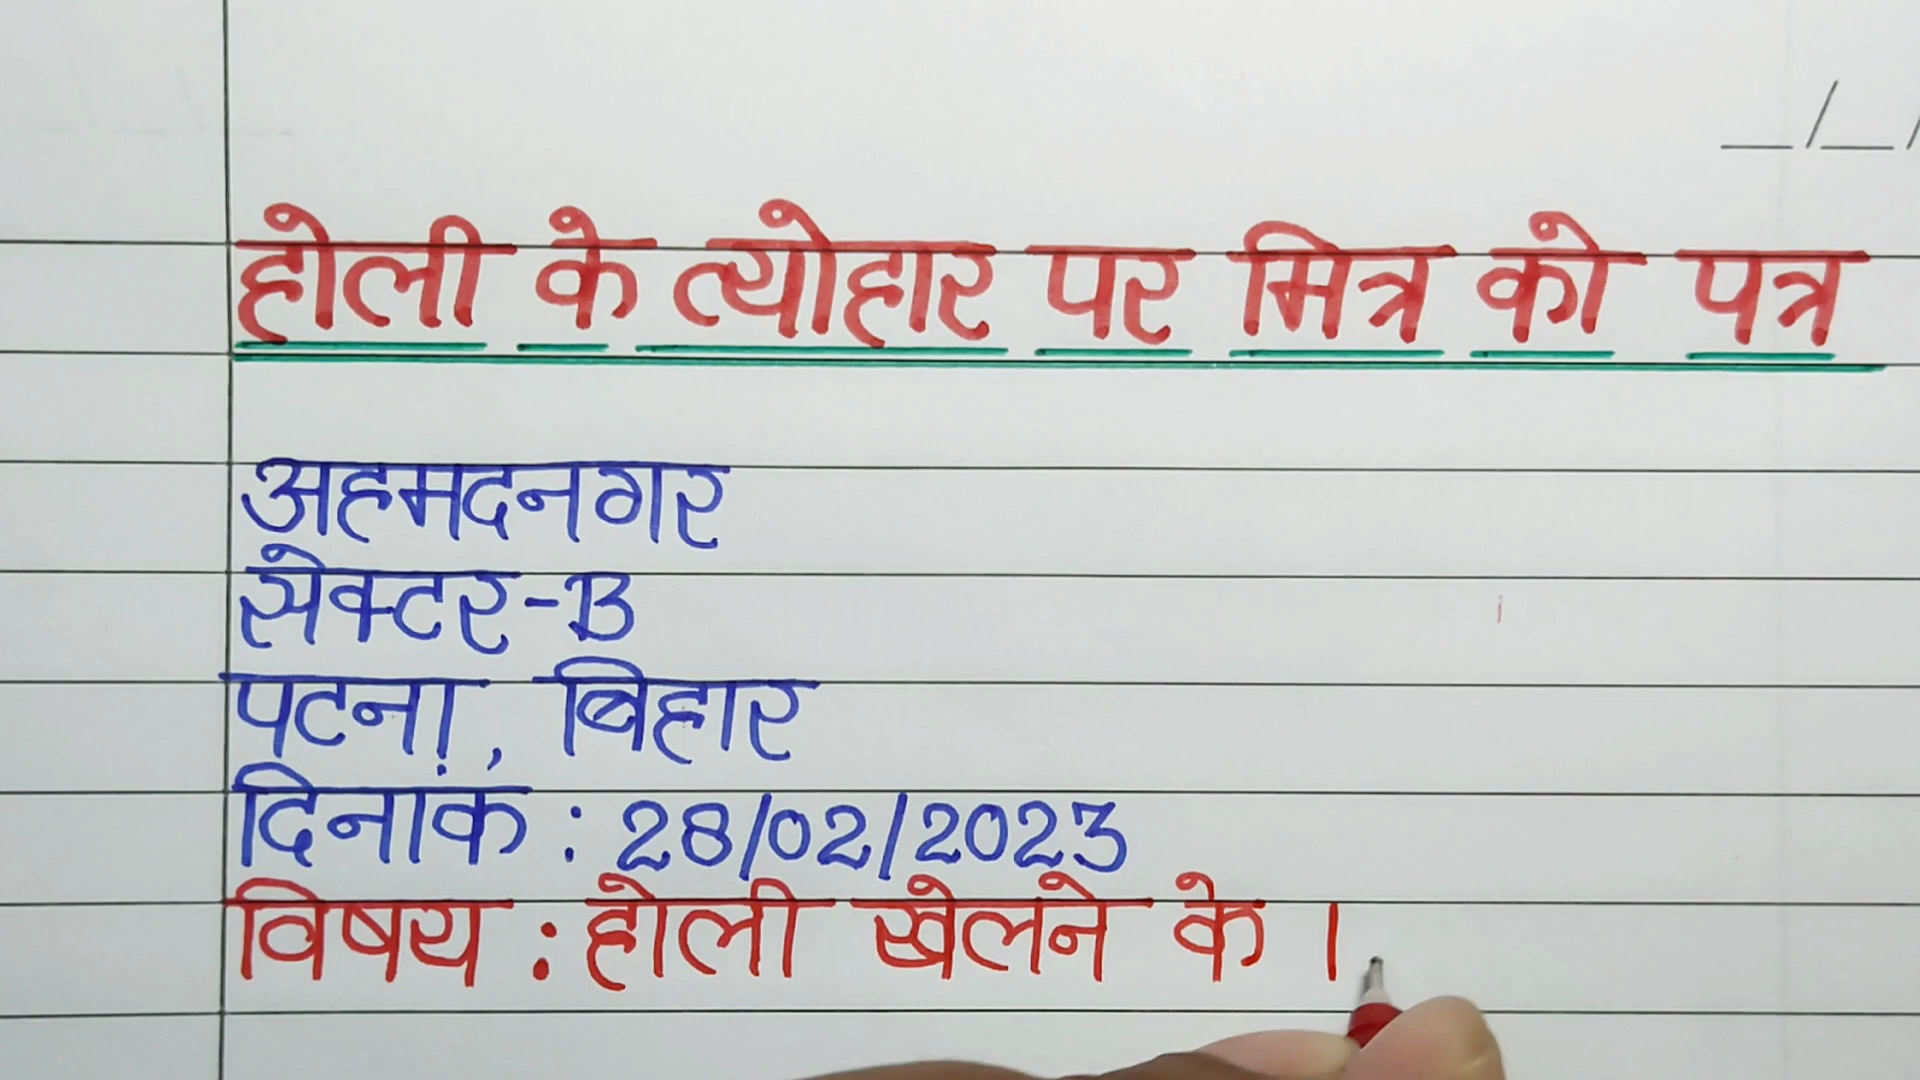 होली के त्योहार पर मित्र को पत्र
अहमदनगर
सेक्टर-13
पटना, बिहार
दिनांक : 28/02/2023
विषय : होली खेलने के ।